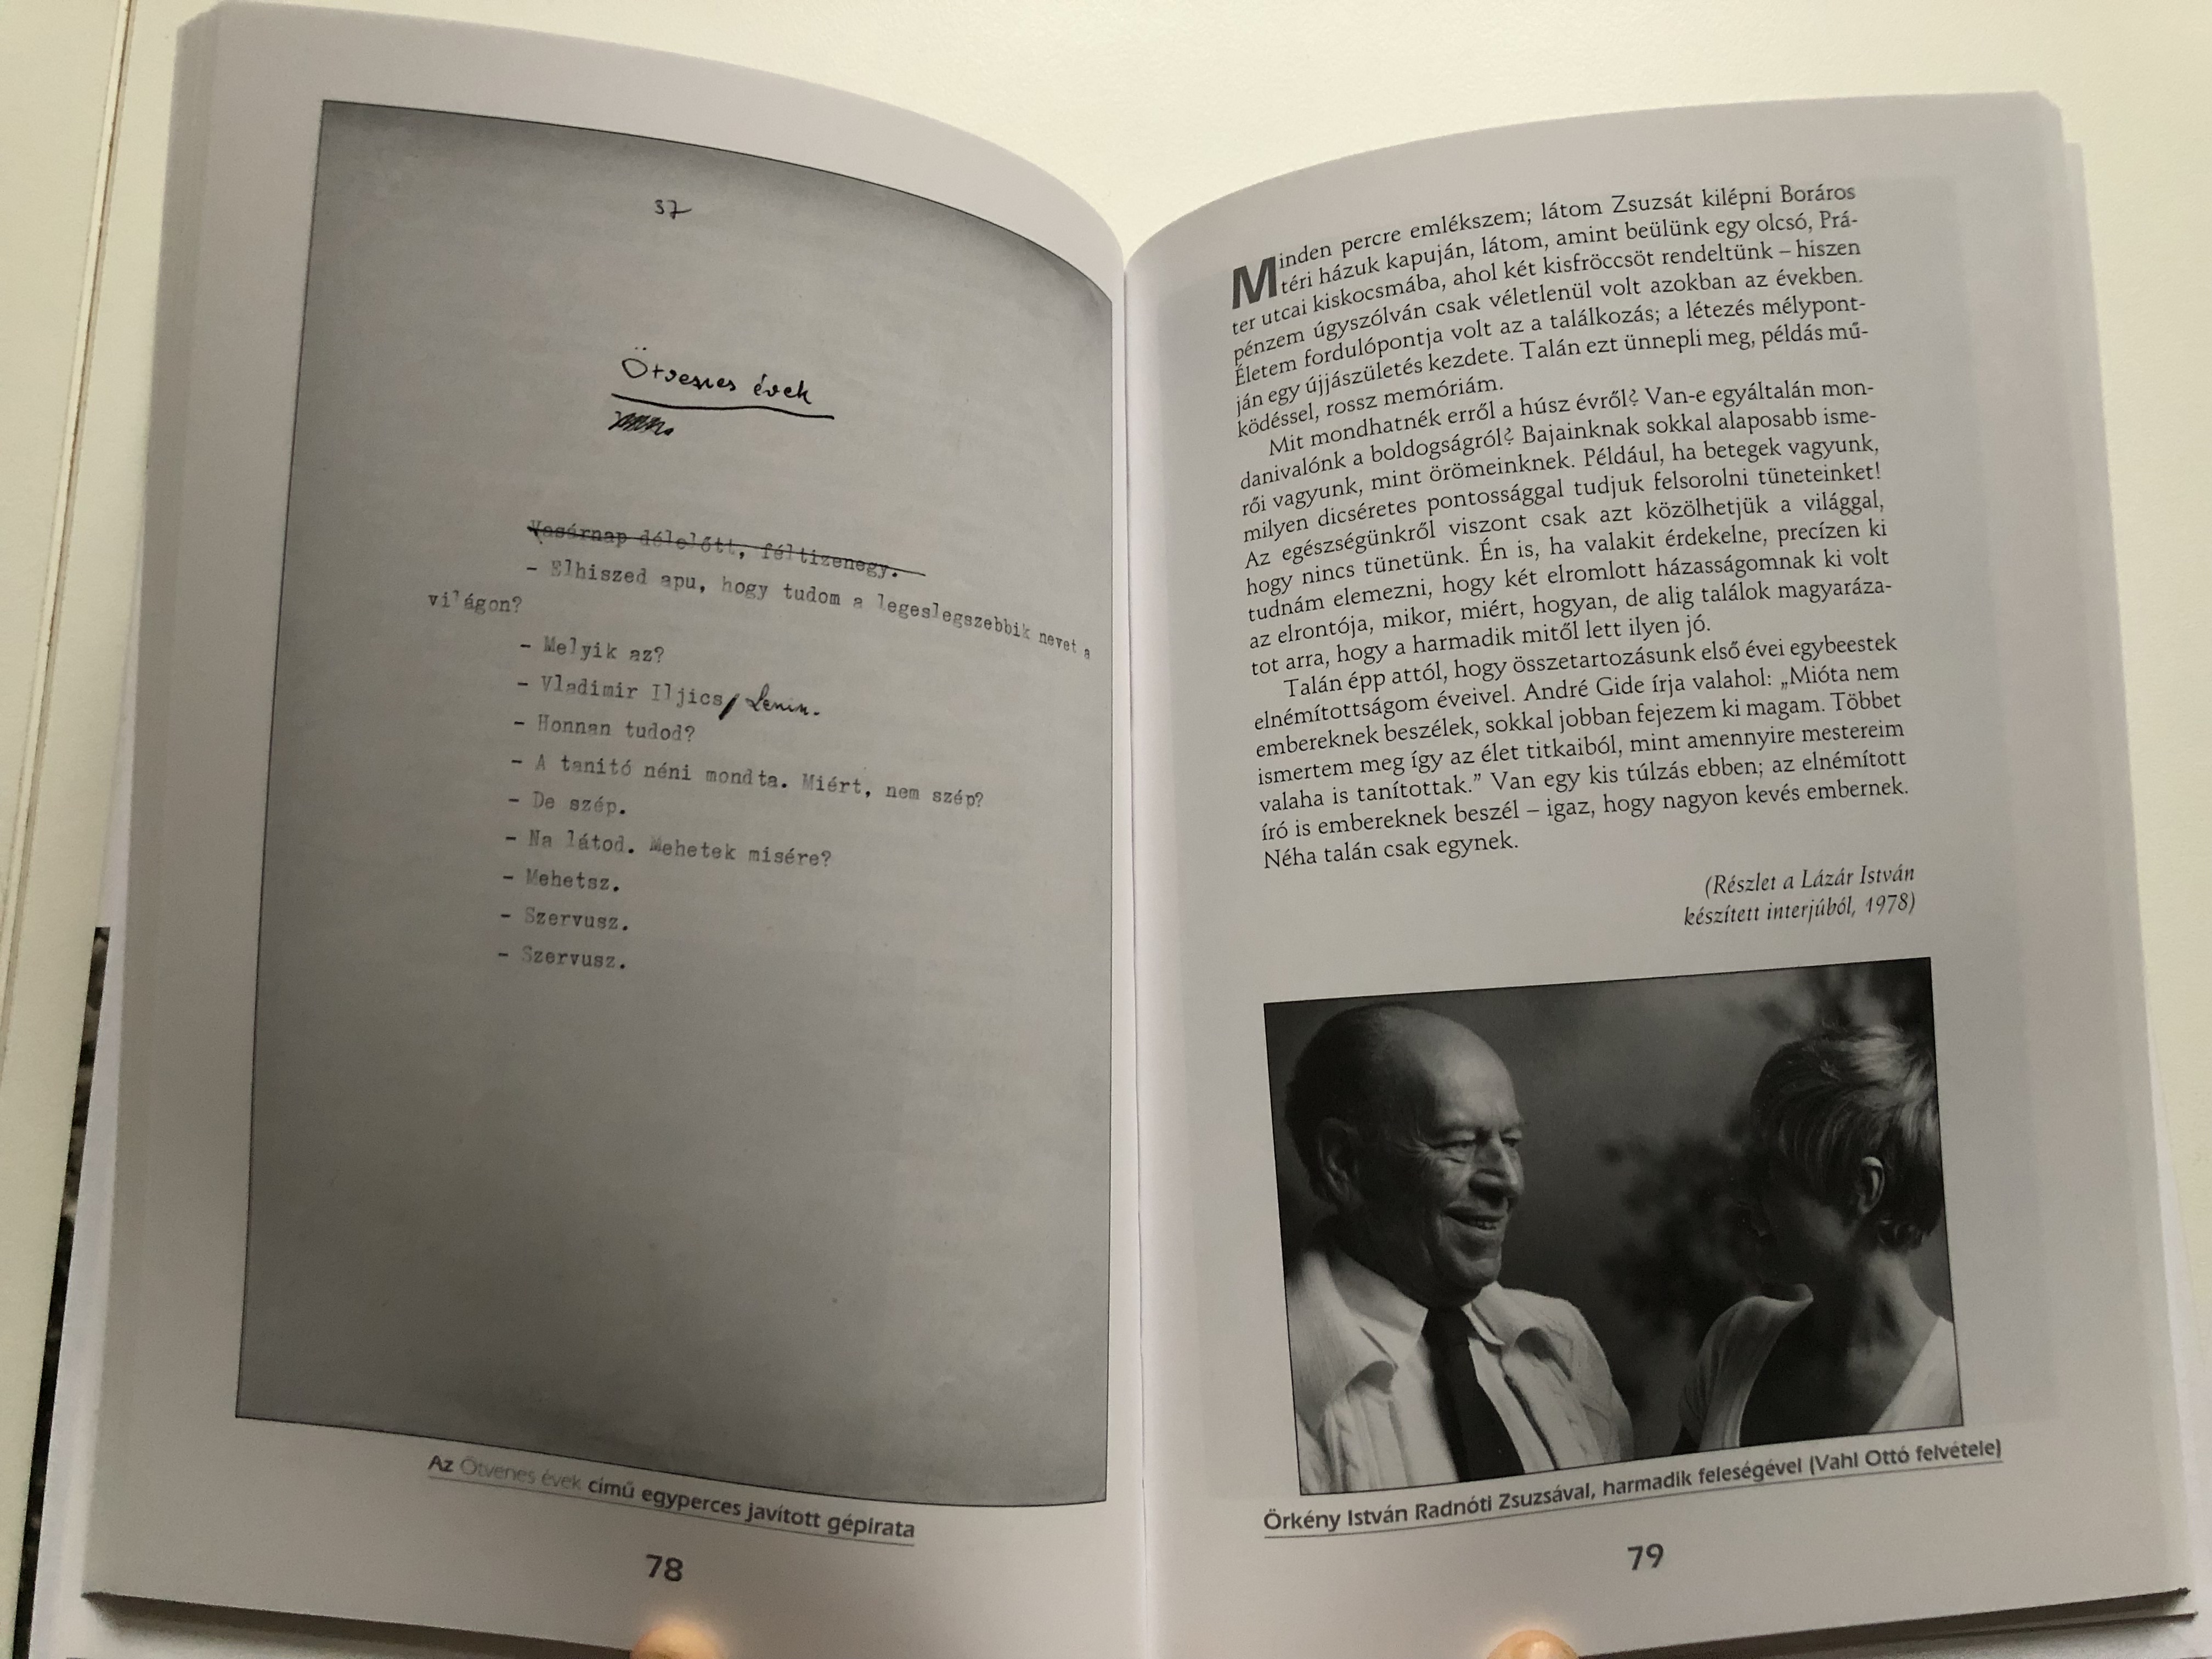 37
Ötvenes évek
Vasárnap délelőtt, féltizenegy.
- Elhiszed apu, hogy tudom a legeslegszebbik nevet a
világon?
- Melyik az?
- Vladimir Iljics Lenin.
- Honnan tudod?
- A tanitó néni mondta. Miért, nem szép?
- De szép.
- Na látod. Mehetek misére?
- Mehetsz.
- Szervusz.
- Szervusz.
Az Ötvenes évek című egyperces javított gépirata
78
Minden percre emlékszem; látom Zsuzsát kilépni Boráros
téri házuk kapuján, látom, amint beülünk egy olcsó, Prá-
ter utcai kiskocsmába, ahol két kisfröccsöt rendeltünk – hiszen
pénzem úgyszólván csak véletlenül volt azokban az években.
Életem fordulópontja volt az a találkozás; a létezés mélypont-
ján egy újjászületés kezdete. Talán ezt ünnepli meg, példás mű-
ködéssel, rossz memóriám.
Mit mondhatnék erről a húsz évről? Van-e egyáltalán mon-
danivalónk a boldogságról? Bajainknak sokkal alaposabb isme-
rői vagyunk, mint örömeinknek. Például, ha betegek vagyunk,
milyen dicséretes pontossággal tudjuk felsorolni tüneteinket!
Az egészségünkről viszont csak azt közölhetjük a világgal,
hogy nincs tünetünk. Én is, ha valakit érdekelne, precízen ki
tudnám elemezni, hogy két elromlott házasságomnak ki volt
az elrontója, mikor, miért, hogyan, de alig találok magyaráza-
tot arra, hogy a harmadik mitől lett ilyen jó.
Talán épp attól, hogy összetartozásunk első évei egybeestek
elnémítottságom éveivel. André Gide írja valahol: „Mióta nem
embereknek beszélek, sokkal jobban fejezem ki magam. Többet
ismertem meg így az élet titkaiból, mint amennyire mestereim
valaha is tanítottak.” Van egy kis túlzás ebben; az elnémított
író is embereknek beszél – igaz, hogy nagyon kevés embernek.
Néha talán csak egynek.
(Részlet a Lázár István
készített interjúból, 1978)
Örkény István Radnóti Zsuzsával, harmadik feleségével (Vahl Ottó felvétele)
79